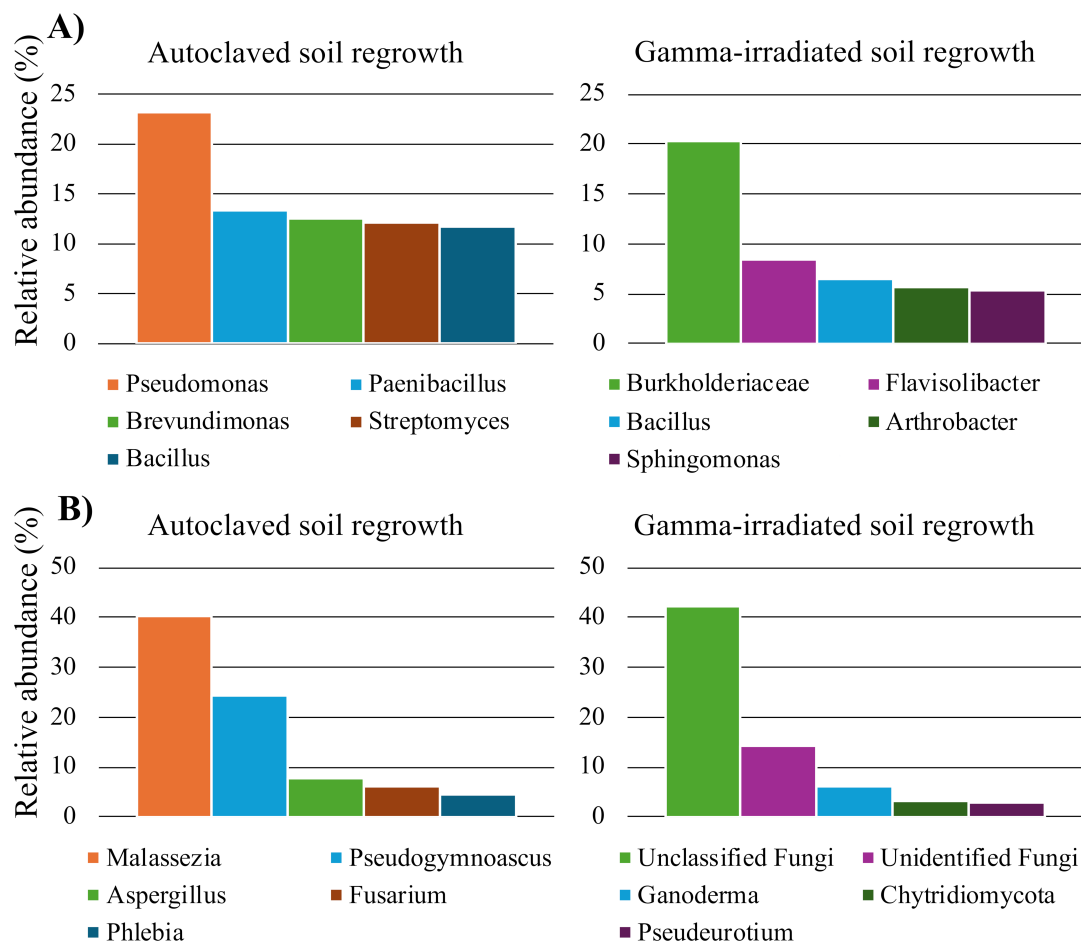 A)
Autoclaved soil regrowth
Gamma-irradiated soil regrowth
Relative abundance (%)
25
20
15
10
5
0
25
20
15
10
5
0
Pseudomonas Paenibacillus
Brevundimonas Streptomyces
Bacillus
Burkholderiaceae Flavisolibacter
Bacillus Arthrobacter
Sphingomonas
B)
Autoclaved soil regrowth
Gamma-irradiated soil regrowth
Relative abundance (%)
50
40
30
20
10
0
50
40
30
20
10
0
Malassezia Pseudogymnoascus
Aspergillus Fusarium
Phlebia
Unclassified Fungi Unidentified Fungi
Ganoderma Chytridiomycota
Pseudeurotium